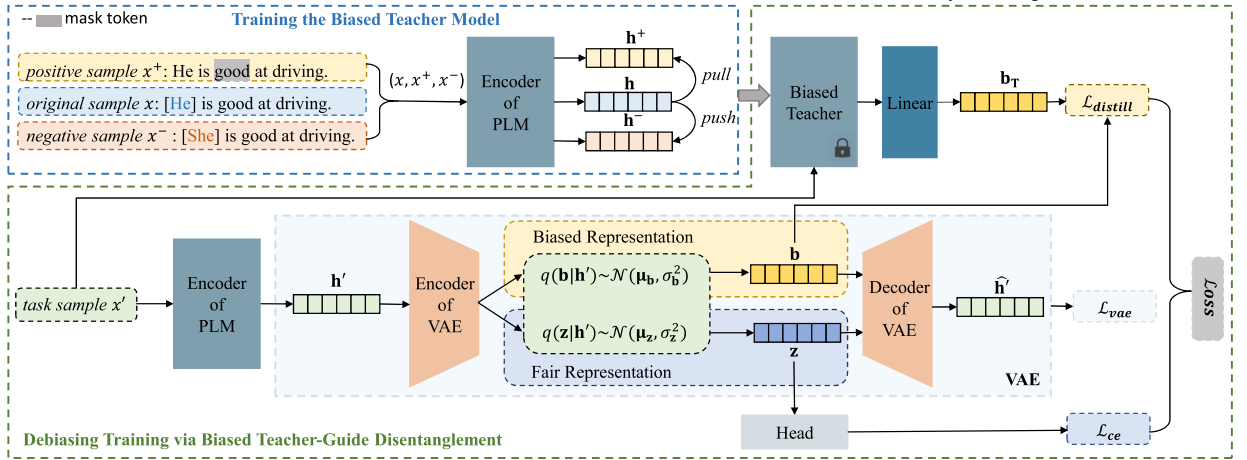 -- mask token
Training the Biased Teacher Model
positive sample x⁺: He is good at driving.
original sample x: [He] is good at driving.
negative sample x⁻ : [She] is good at driving.
(x, x⁺, x⁻)
Encoder
of
PLM
h⁺
h
h⁻
pull
push
Biased
Teacher
Linear
b_T
ℒ_distill
task sample x′
Encoder
of
PLM
h′
Encoder
of
VAE
Biased Representation
q(b|h′)~𝒩(μ_b, σ_b²)
b
q(z|h′)~𝒩(μ_z, σ_z²)
z
Fair Representation
Decoder
of
VAE
ĥ′
VAE
ℒ_vae
ℒoss
Head
ℒ_ce
Debiasing Training via Biased Teacher-Guide Disentanglement